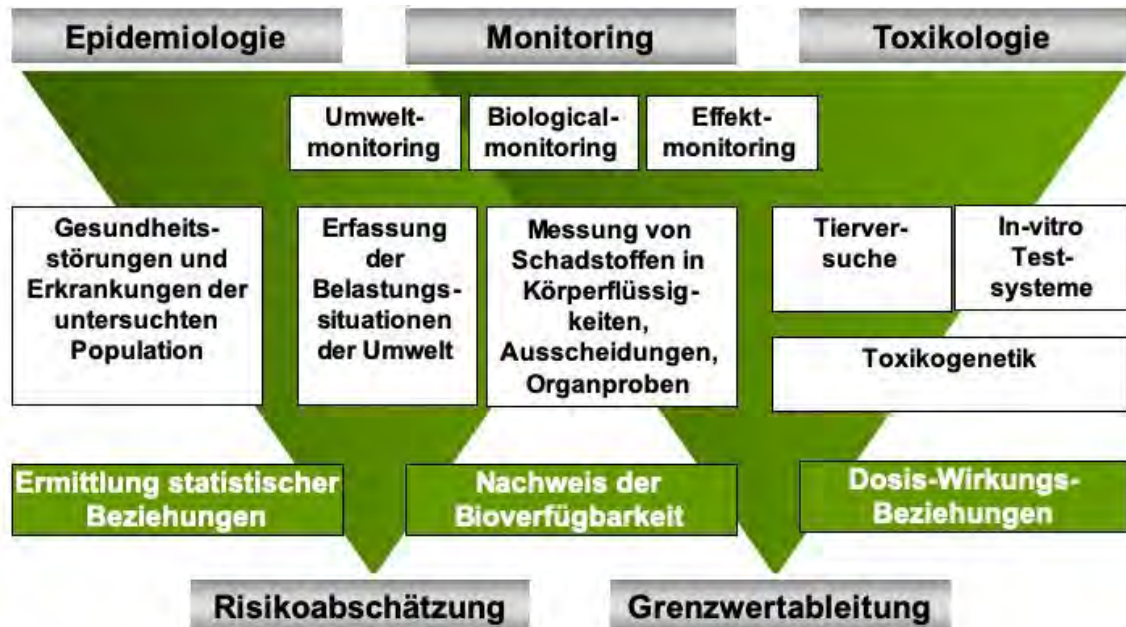 Epidemiologie
Monitoring
Toxikologie
Umwelt-
monitoring
Biological-
monitoring
Effekt-
monitoring
Gesundheits-
störungen und
Erkrankungen der
untersuchten
Population
Erfassung
der
Belastungs-
situationen
der Umwelt
Messung von
Schadstoffen in
Körperflüssig-
keiten,
Ausscheidungen,
Organproben
Tierver-
suche
In-vitro
Test-
systeme
Toxikogenetik
Ermittlung statistischer
Beziehungen
Nachweis der
Bioverfügbarkeit
Dosis-Wirkungs-
Beziehungen
Risikoabschätzung
Grenzwertableitung